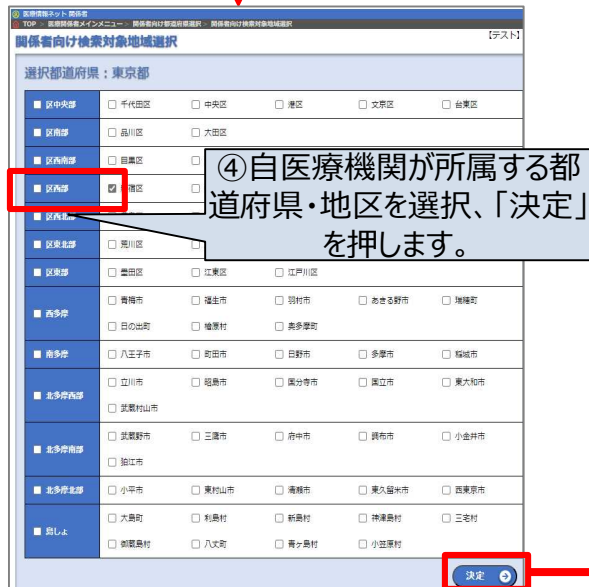 医療情報ネット 関係者
TOP > 医療関係者メインメニュー > 関係者向け都道府県選択 > 関係者向け検索対象地域選択
【テスト】
関係者向け検索対象地域選択
選択都道府県：東京都
区中央部 千代田区 中央区 港区 文京区 台東区
区南部 品川区 大田区
区西南部 目黒区
区西部 宿区
④自医療機関が所属する都
道府県・地区を選択、「決定」
を押します。
区西北部
区東北部 荒川区
区東部 墨田区 江東区 江戸川区
西多摩 青梅市 福生市 羽村市 あきる野市 瑞穂町
日の出町 檜原村 奥多摩町
南多摩 八王子市 町田市 日野市 多摩市 稲城市
北多摩西部 立川市 昭島市 国分寺市 国立市 東大和市
武蔵村山市
北多摩南部 武蔵野市 三鷹市 府中市 調布市 小金井市
狛江市
北多摩北部 小平市 東村山市 清瀬市 東久留米市 西東京市
島しょ 大島町 利島村 新島村 神津島村 三宅村
御蔵島村 八丈町 青ヶ島村 小笠原村
決定